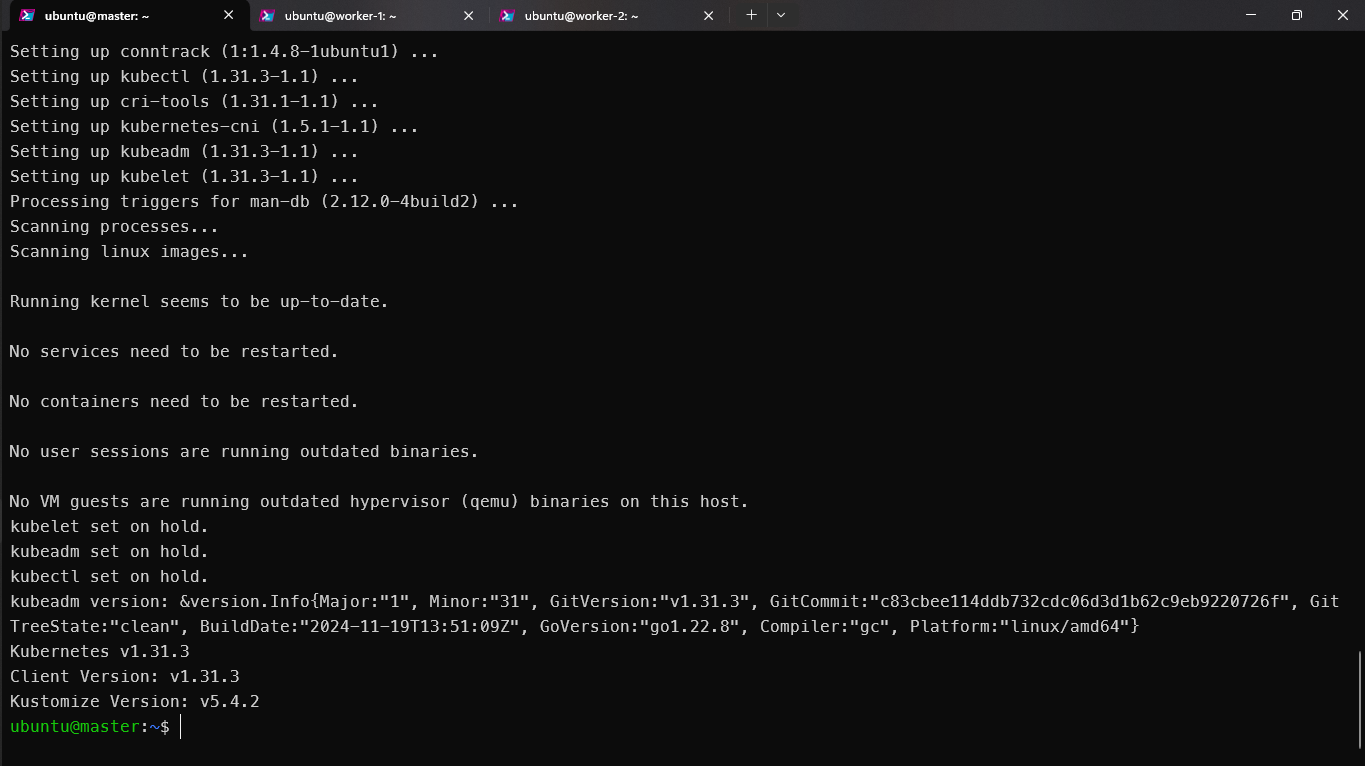 ubuntu@master: ~
ubuntu@worker-1: ~
ubuntu@worker-2: ~
Setting up conntrack (1:1.4.8-1ubuntu1) ...
Setting up kubectl (1.31.3-1.1) ...
Setting up cri-tools (1.31.1-1.1) ...
Setting up kubernetes-cni (1.5.1-1.1) ...
Setting up kubeadm (1.31.3-1.1) ...
Setting up kubelet (1.31.3-1.1) ...
Processing triggers for man-db (2.12.0-4build2) ...
Scanning processes...
Scanning linux images...
Running kernel seems to be up-to-date.
No services need to be restarted.
No containers need to be restarted.
No user sessions are running outdated binaries.
No VM guests are running outdated hypervisor (qemu) binaries on this host.
kubelet set on hold.
kubeadm set on hold.
kubectl set on hold.
kubeadm version: &version.Info{Major:"1", Minor:"31", GitVersion:"v1.31.3", GitCommit:"c83cbee114ddb732cdc06d3d1b62c9eb9220726f", Git
TreeState:"clean", BuildDate:"2024-11-19T13:51:09Z", GoVersion:"go1.22.8", Compiler:"gc", Platform:"linux/amd64"}
Kubernetes v1.31.3
Client Version: v1.31.3
Kustomize Version: v5.4.2
ubuntu@master:~$